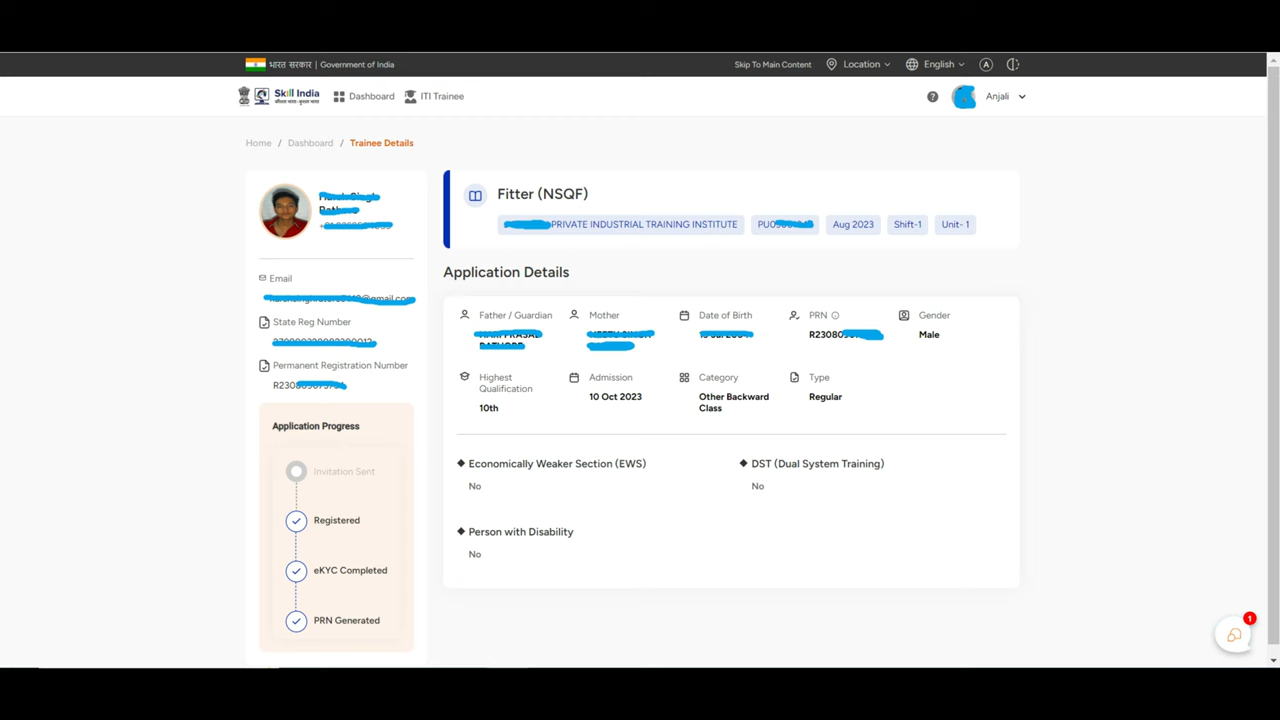 भारत सरकार | Government of India
Skip To Main Content
Location
English
A
Skill India
Dashboard
ITI Trainee
?
Anjali
Home / Dashboard / Trainee Details
Fitter (NSQF)
PRIVATE INDUSTRIAL TRAINING INSTITUTE
Aug 2023
Shift-1
Unit- 1
Email
State Reg Number
Permanent Registration Number
Application Progress
Invitation Sent
Registered
eKYC Completed
PRN Generated
Application Details
Father / Guardian
Mother
Date of Birth
PRN
Gender
Male
Highest
Qualification
10th
Admission
10 Oct 2023
Category
Other Backward
Class
Type
Regular
Economically Weaker Section (EWS)
No
DST (Dual System Training)
No
Person with Disability
No
1